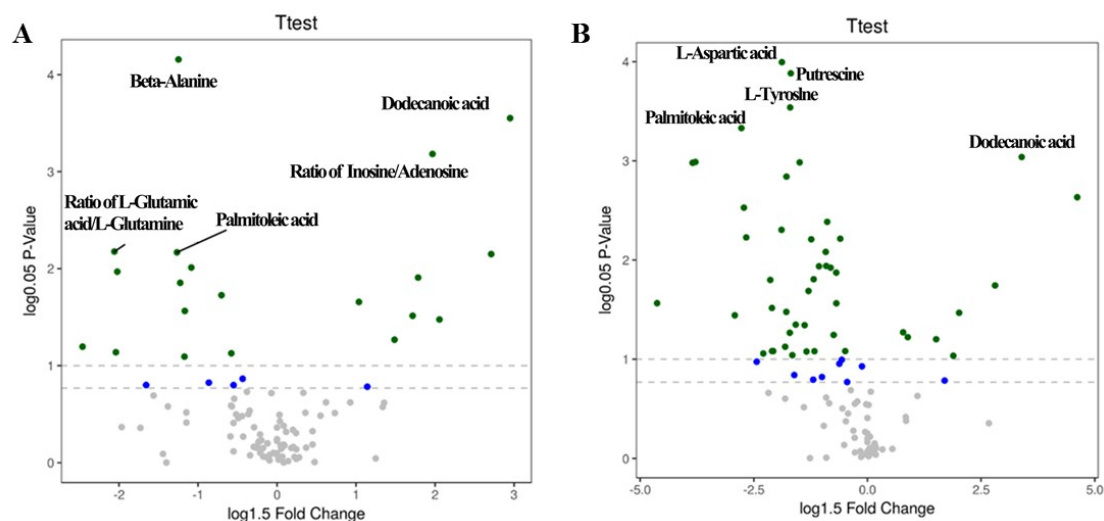 A
Ttest
Beta-Alanine
Dodecanoic acid
Ratio of Inosine/Adenosine
Ratio of L-Glutamic
acid/L-Glutamine
Palmitoleic acid
log0.05 P-Value
4
3
2
1
0
-2
-1
0
1
2
3
log1.5 Fold Change
B
Ttest
L-Aspartic acid
Putrescine
L-Tyrosine
Palmitoleic acid
Dodecanoic acid
log0.05 P-Value
4
3
2
1
0
-5.0
-2.5
0.0
2.5
5.0
log1.5 Fold Change